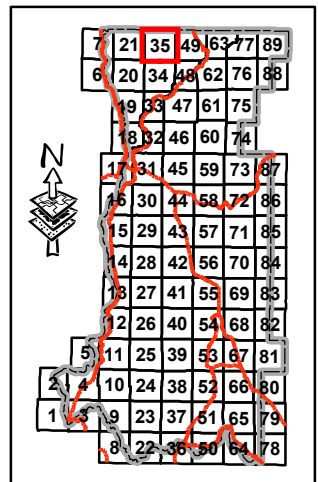 7 21 35 49 63 77 89
6 20 34 48 62 76 88
19 33 47 61 75
18 32 46 60 74
N
17 31 45 59 73 87
16 30 44 58 72 86
15 29 43 57 71 85
14 28 42 56 70 84
13 27 41 55 69 83
12 26 40 54 68 82
5 11 25 39 53 67 81
2 4 10 24 38 52 66 80
1 3 9 23 37 51 65 79
8 22 36 50 64 78